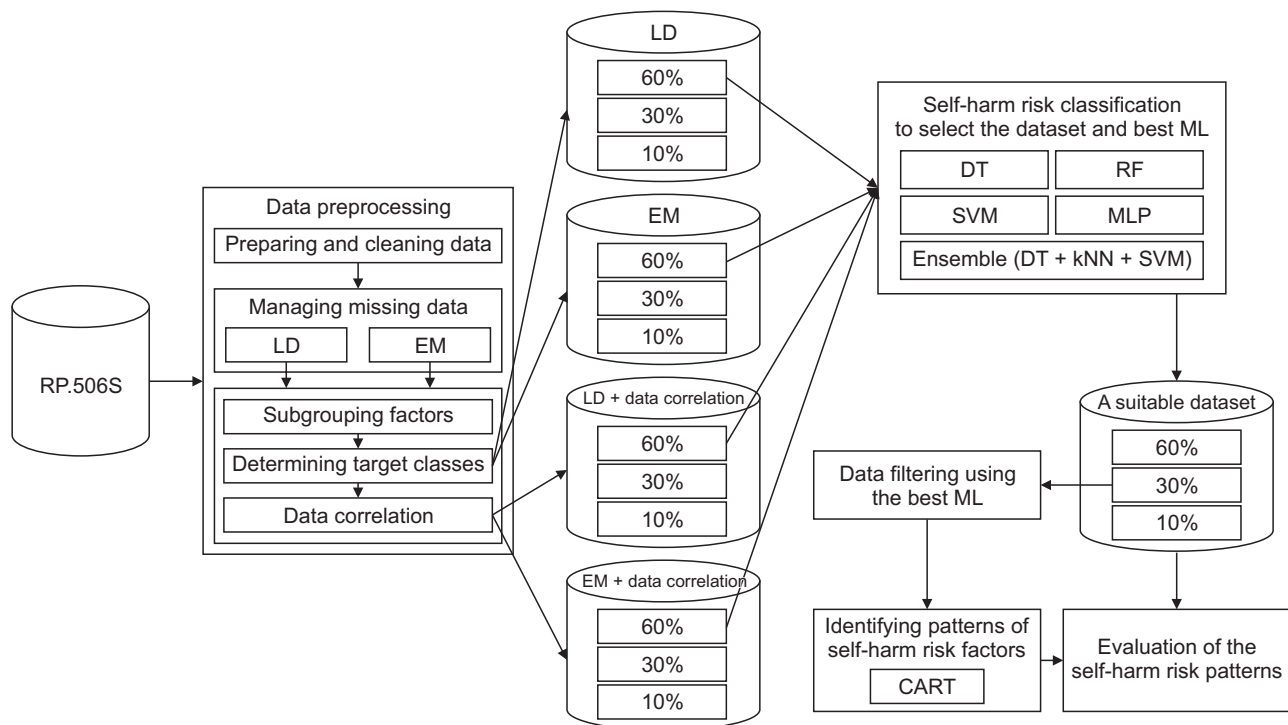 RP.506S
Data preprocessing
Preparing and cleaning data
Managing missing data
LD
EM
Subgrouping factors
Determining target classes
Data correlation
LD
60%
30%
10%
EM
60%
30%
10%
LD + data correlation
60%
30%
10%
EM + data correlation
60%
30%
10%
Self-harm risk classification
to select the dataset and best ML
DT
RF
SVM
MLP
Ensemble (DT + kNN + SVM)
A suitable dataset
60%
30%
10%
Data filtering using
the best ML
Identifying patterns of
self-harm risk factors
CART
Evaluation of the
self-harm risk patterns